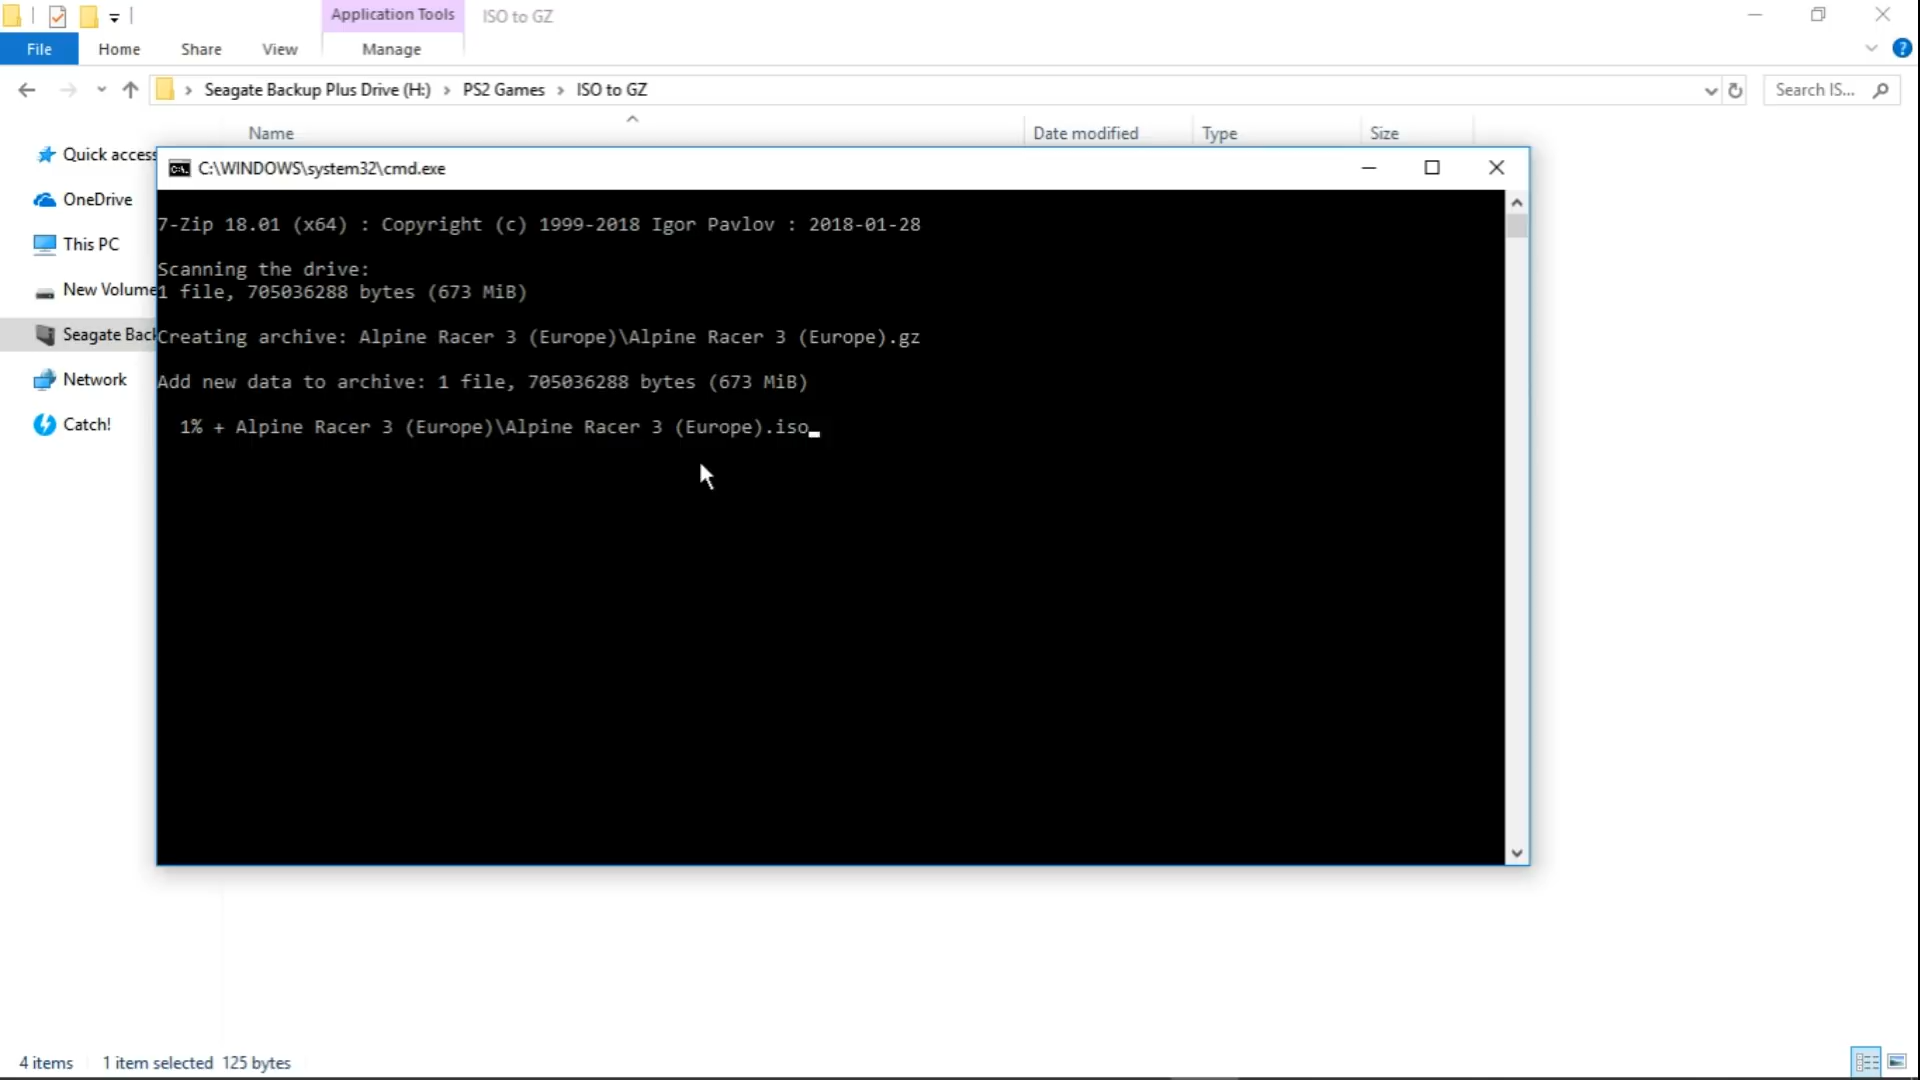 Application Tools
ISO to GZ
File
Home
Share
View
Manage
Seagate Backup Plus Drive (H:) › PS2 Games › ISO to GZ
Search IS...
Name
Date modified
Type
Size
Quick access
OneDrive
This PC
New Volume
Seagate Back
Network
Catch!
C:\WINDOWS\system32\cmd.exe
7-Zip 18.01 (x64) : Copyright (c) 1999-2018 Igor Pavlov : 2018-01-28
Scanning the drive:
1 file, 705036288 bytes (673 MiB)
Creating archive: Alpine Racer 3 (Europe)\Alpine Racer 3 (Europe).gz
Add new data to archive: 1 file, 705036288 bytes (673 MiB)
1% + Alpine Racer 3 (Europe)\Alpine Racer 3 (Europe).iso
4 items
1 item selected 125 bytes